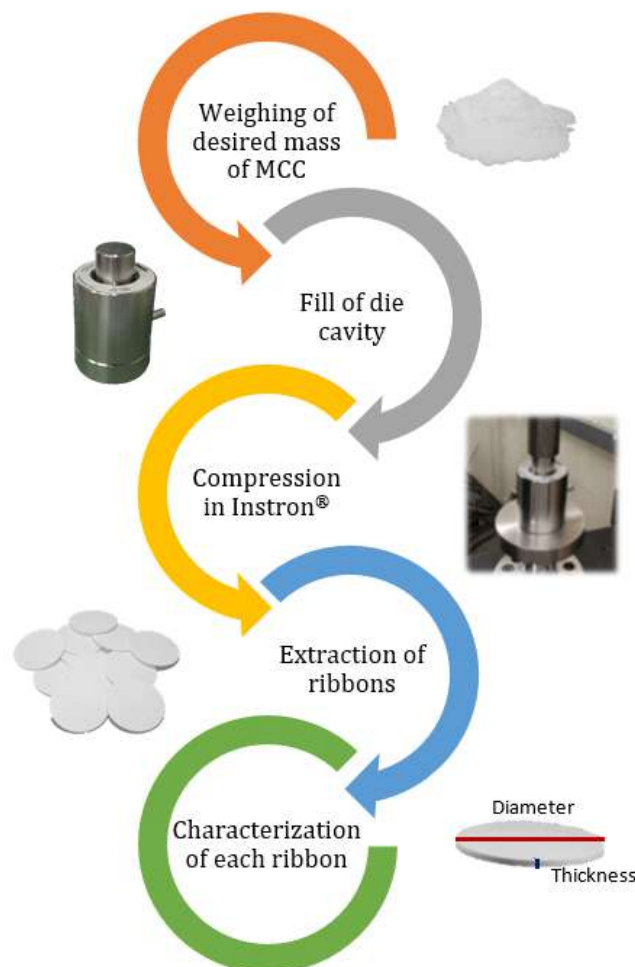 Weighing of
desired mass
of MCC
Fill of die
cavity
Compression
in Instron®
Extraction of
ribbons
Characterization
of each ribbon
Diameter
Thickness